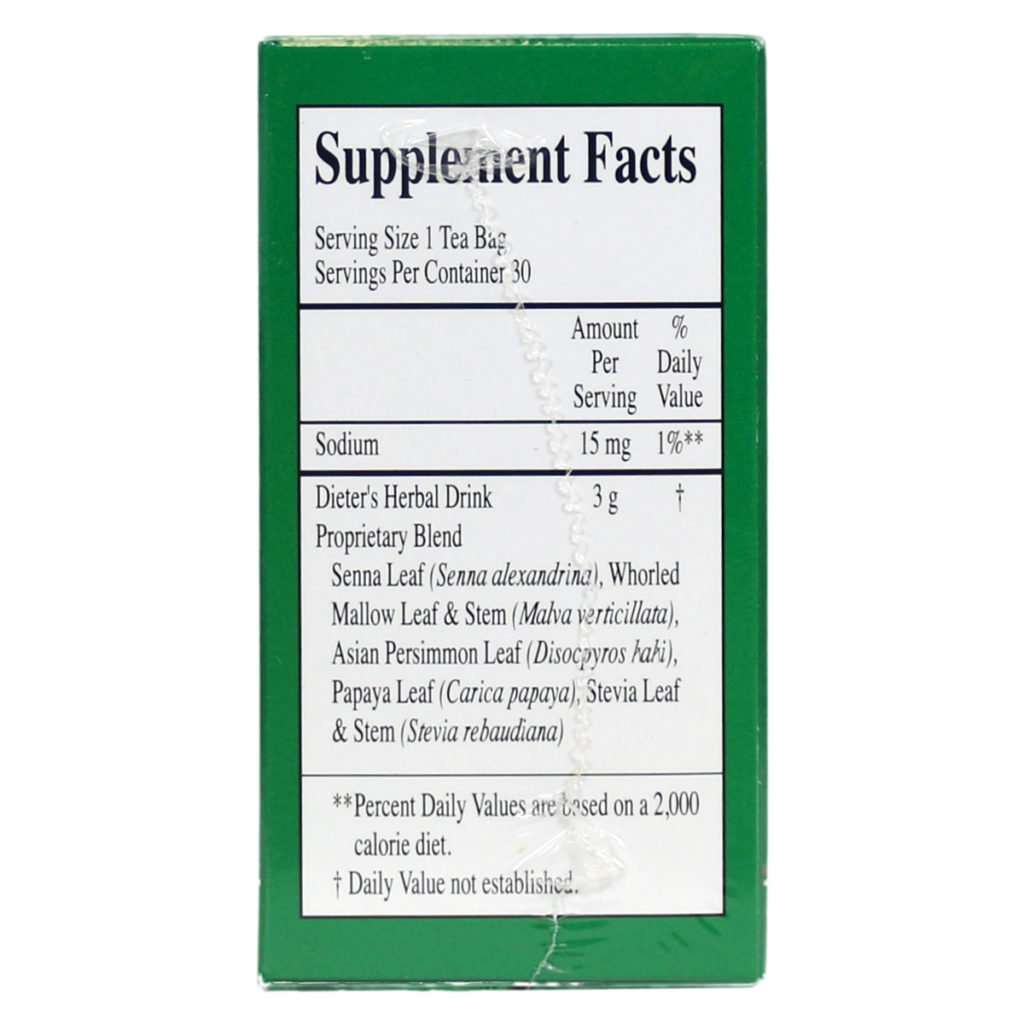 Supplement Facts
Serving Size 1 Tea Bag
Servings Per Container 30
Amount Per Serving
% Daily Value
Sodium 15 mg 1%**
Dieter's Herbal Drink 3 g †
Proprietary Blend
Senna Leaf (Senna alexandrina), Whorled
Mallow Leaf & Stem (Malva verticillata),
Asian Persimmon Leaf (Disocpyros kaki),
Papaya Leaf (Carica papaya), Stevia Leaf
& Stem (Stevia rebaudiana)
**Percent Daily Values are based on a 2,000
calorie diet.
† Daily Value not established.